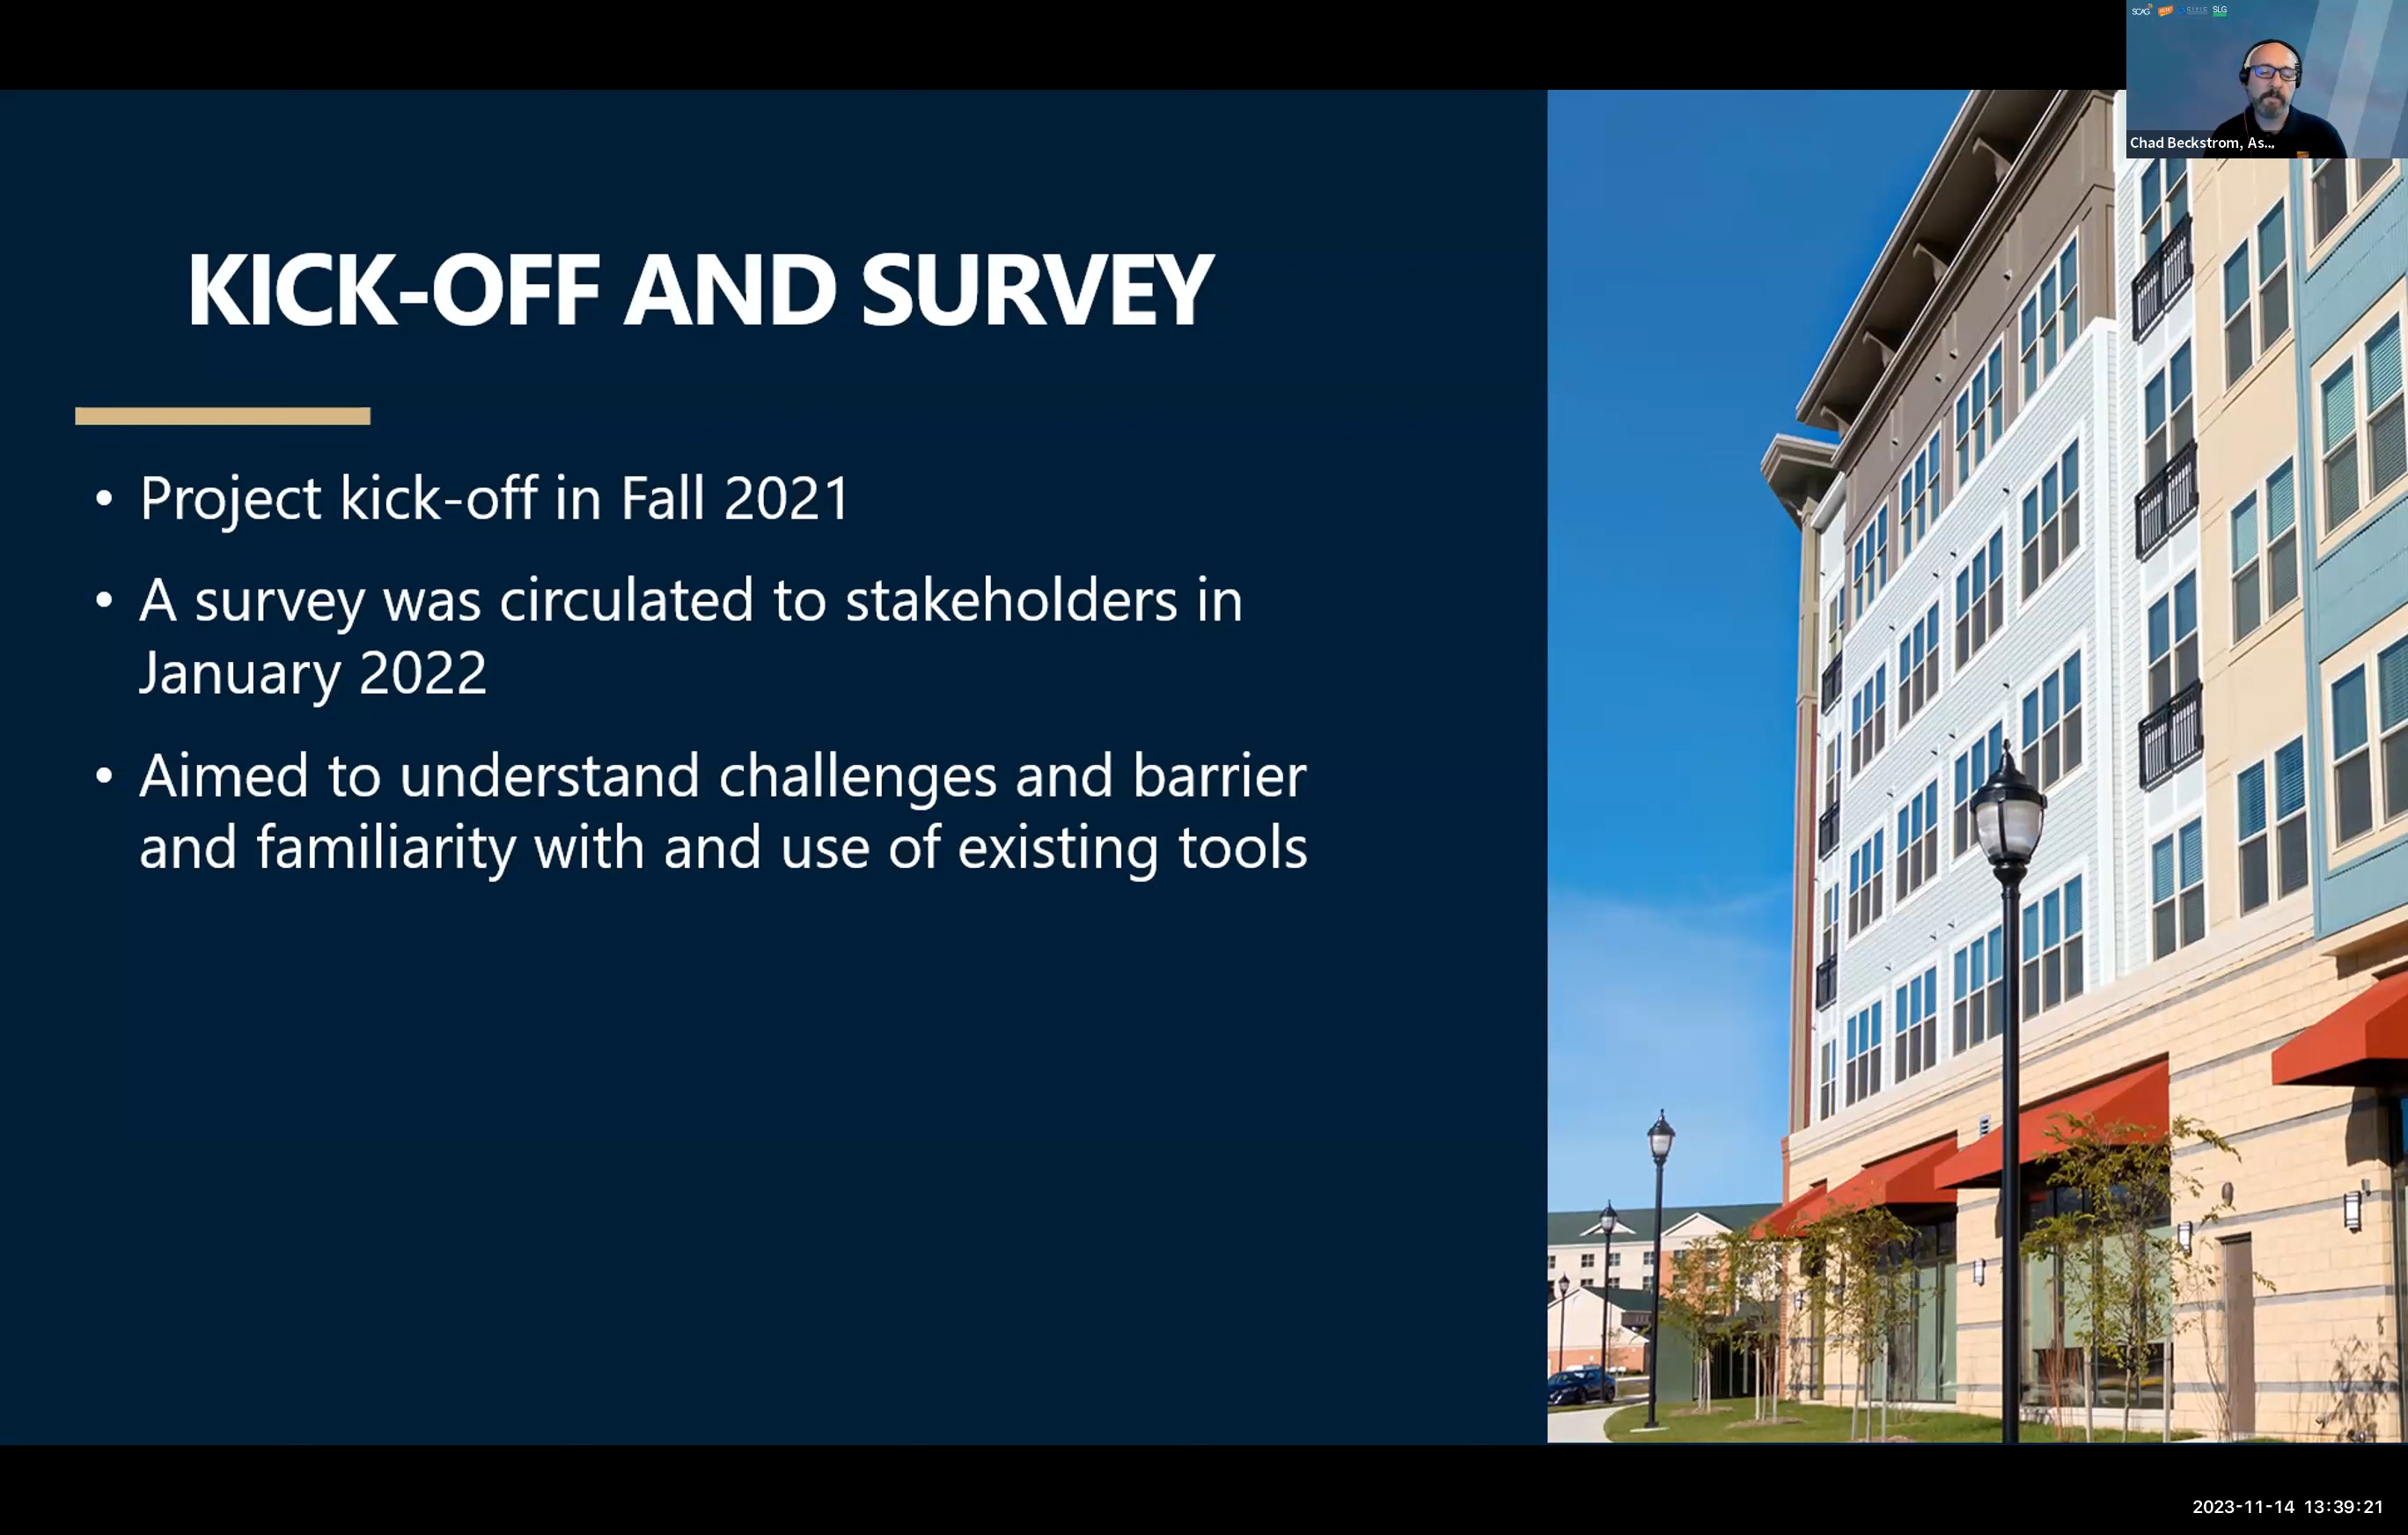 SCAG
SLG
Chad Beckstrom, As...
KICK-OFF AND SURVEY
• Project kick-off in Fall 2021
• A survey was circulated to stakeholders in
January 2022
• Aimed to understand challenges and barrier
and familiarity with and use of existing tools
2023-11-14 13:39:21